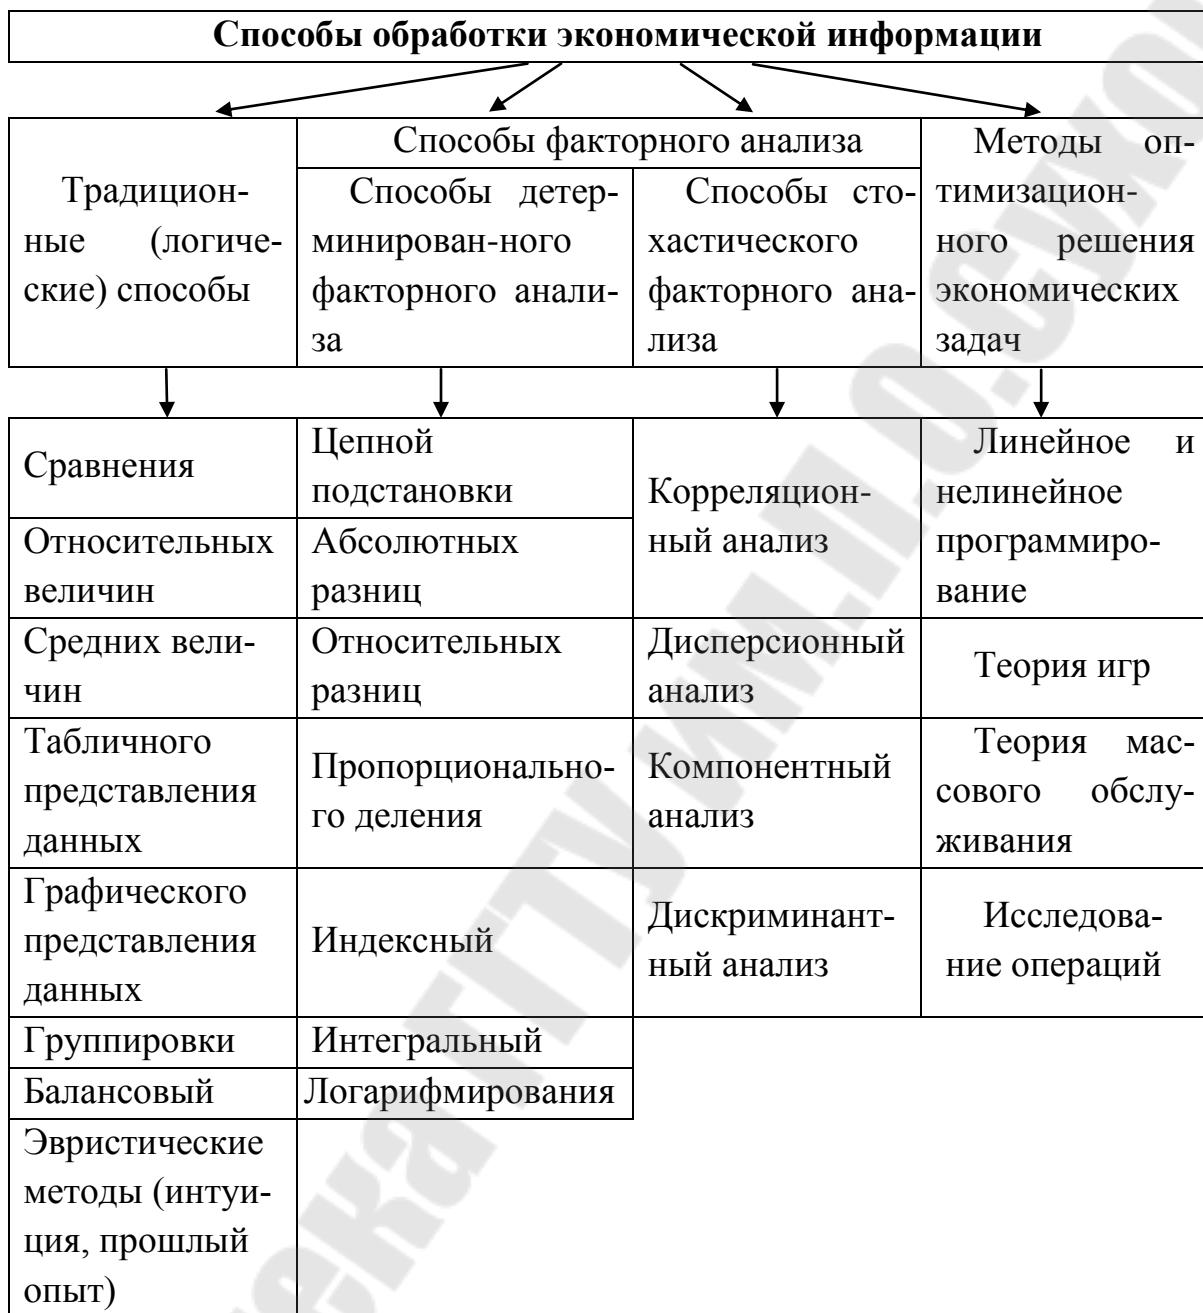 Способы обработки экономической информации
Традицион-
ные (логиче-
ские) способы
Способы факторного анализа
Способы детер-
минирован-ного
факторного анали-
за
Способы сто-
хастического
факторного ана-
лиза
Методы оп-
тимизацион-
ного решения
экономических
задач
Сравнения
Относительных
величин
Средних вели-
чин
Табличного
представления
данных
Графического
представления
данных
Группировки
Балансовый
Эвристические
методы (интуи-
ция, прошлый
опыт)
Цепной
подстановки
Абсолютных
разниц
Относительных
разниц
Пропорционально-
го деления
Индексный
Интегральный
Логарифмирования
Корреляцион-
ный анализ
Дисперсионный
анализ
Компонентный
анализ
Дискриминант-
ный анализ
Линейное и
нелинейное
программиро-
вание
Теория игр
Теория мас-
сового обслу-
живания
Исследова-
ние операций
ГГТУ им. П.О.